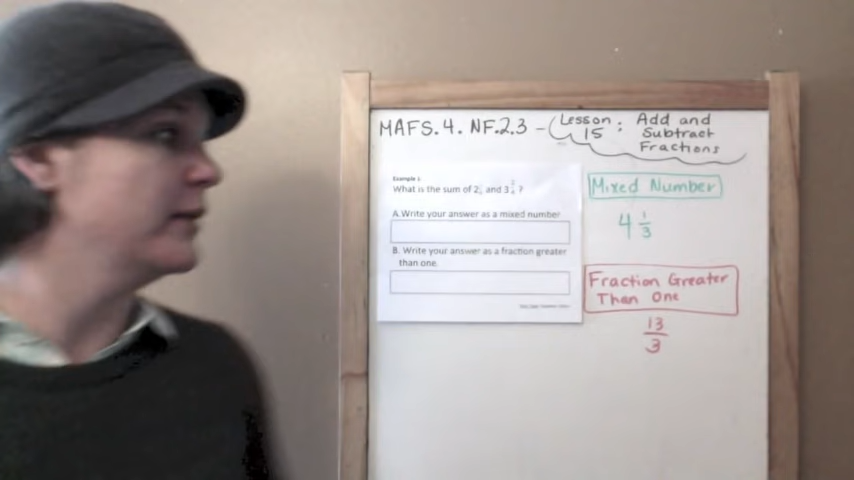 MAFS.4.NF.2.3 - Lesson 15: Add and
Subtract
Fractions
Example 1:
What is the sum of 2 and 3 ?
A. Write your answer as a mixed number
B. Write your answer as a fraction greater
than one.
Mixed Number
4 1/3
Fraction Greater
Than One
13/3